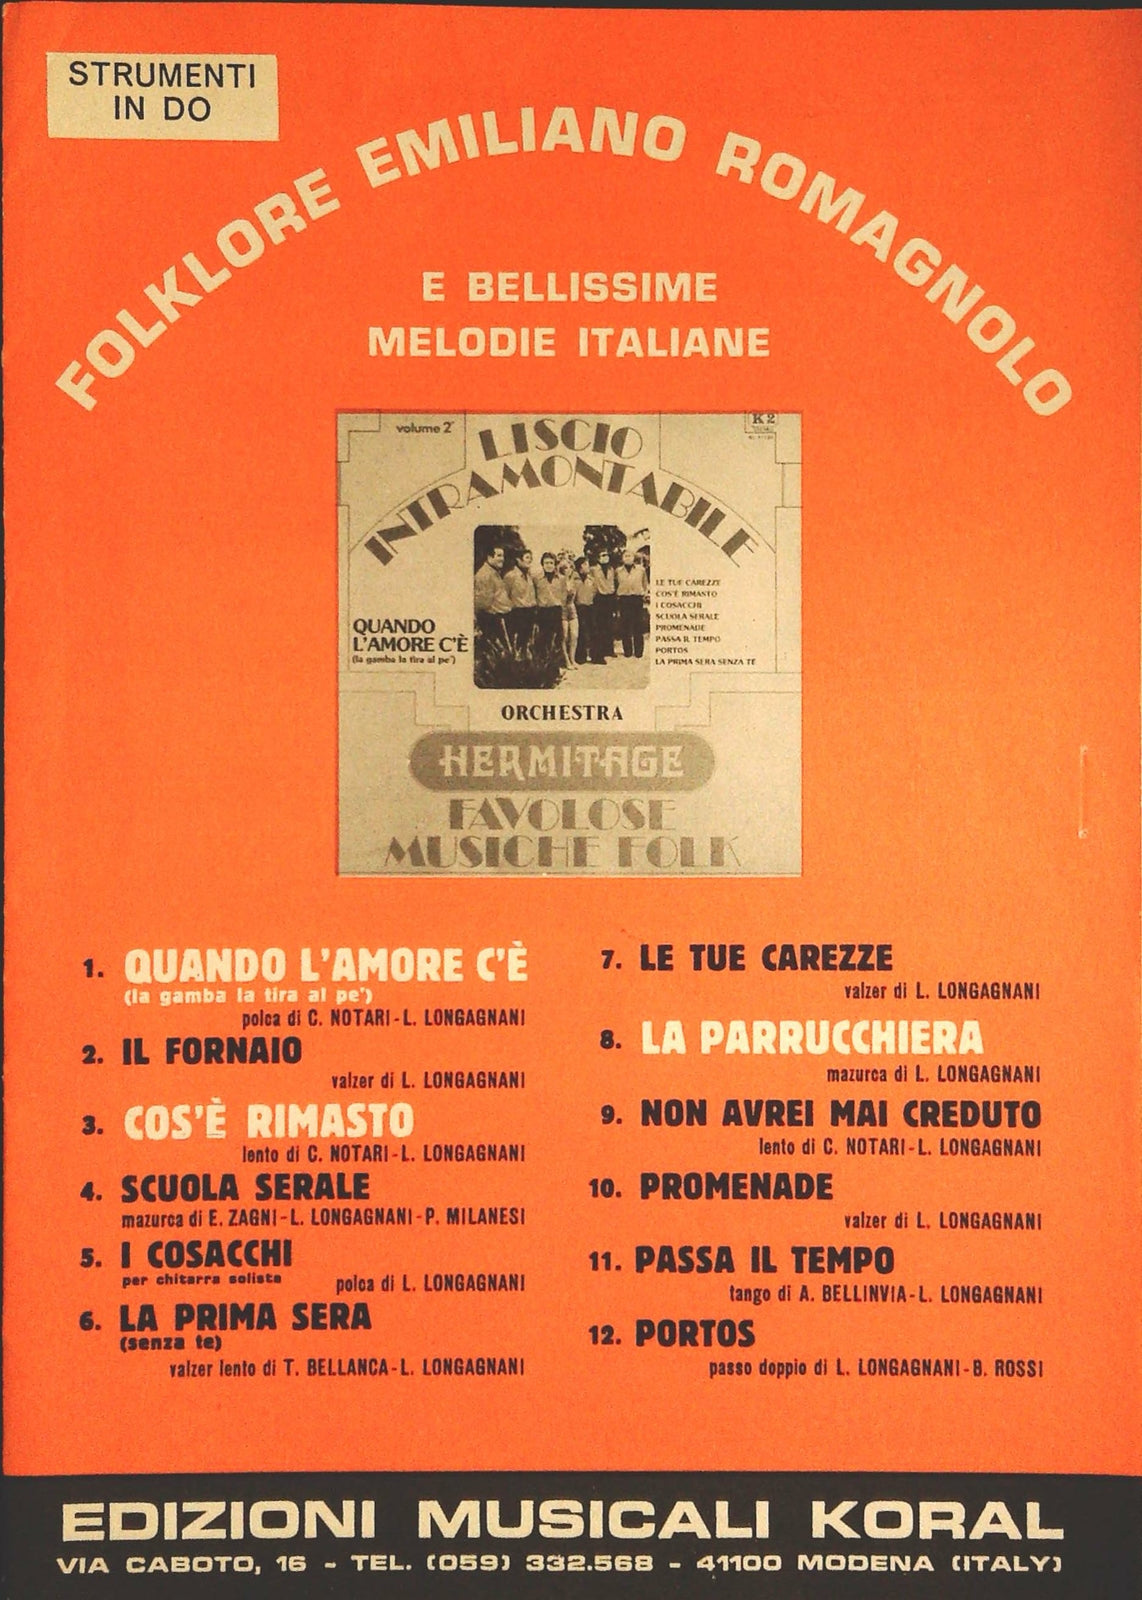 STRUMENTI
IN DO
FOLKLORE EMILIANO ROMAGNOLO
E BELLISSIME
MELODIE ITALIANE
volume 2°
K2
LISCIO
INTRAMONTABILE
QUANDO
L'AMORE C'È
(la gamba la tira al pe')
LE TUE CAREZZE
COS'È RIMASTO
I COSACCHI
SCUOLA SERALE
PROMENADE
PASSA IL TEMPO
PORTOS
LA PRIMA SERA SENZA TE
ORCHESTRA
HERMITAGE
FAVOLOSE
MUSICHE FOLK
1. QUANDO L'AMORE C'È
(la gamba la tira al pe')
polca di C. NOTARI-L. LONGAGNANI
2. IL FORNAIO
valzer di L. LONGAGNANI
3. COS'È RIMASTO
lento di C. NOTARI-L. LONGAGNANI
4. SCUOLA SERALE
mazurca di E. ZAGNI-L. LONGAGNANI-P. MILANESI
5. I COSACCHI
per chitarra solista polca di L. LONGAGNANI
6. LA PRIMA SERA
(senza te)
valzer lento di T. BELLANCA-L. LONGAGNANI
7. LE TUE CAREZZE
valzer di L. LONGAGNANI
8. LA PARRUCCHIERA
mazurca di L. LONGAGNANI
9. NON AVREI MAI CREDUTO
lento di C. NOTARI-L. LONGAGNANI
10. PROMENADE
valzer di L. LONGAGNANI
11. PASSA IL TEMPO
tango di A. BELLINVIA-L. LONGAGNANI
12. PORTOS
passo doppio di L. LONGAGNANI-B. ROSSI
EDIZIONI MUSICALI KORAL
VIA CABOTO, 16 - TEL. (059) 332.568 - 41100 MODENA (ITALY)